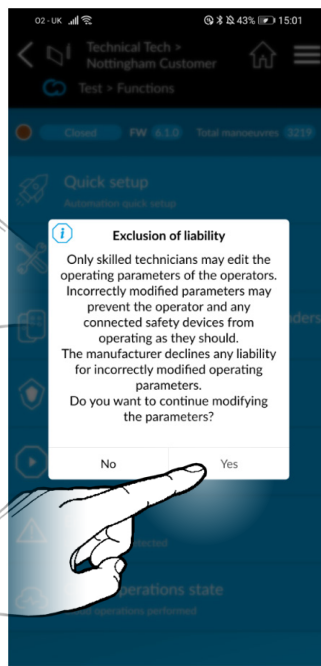 O2-UK 43% 15:01
Technical Tech >
Nottingham Customer
Test > Functions
Closed FW 6.1.0 Total manoeuvres 3219
Quick setup
Automation quick setup
Exclusion of liability
Only skilled technicians may edit the
operating parameters of the operators.
Incorrectly modified parameters may
prevent the operator and any
connected safety devices from
operating as they should.
The manufacturer declines any liability
for incorrectly modified operating
parameters.
Do you want to continue modifying
the parameters?
No Yes
operations state
operations performed